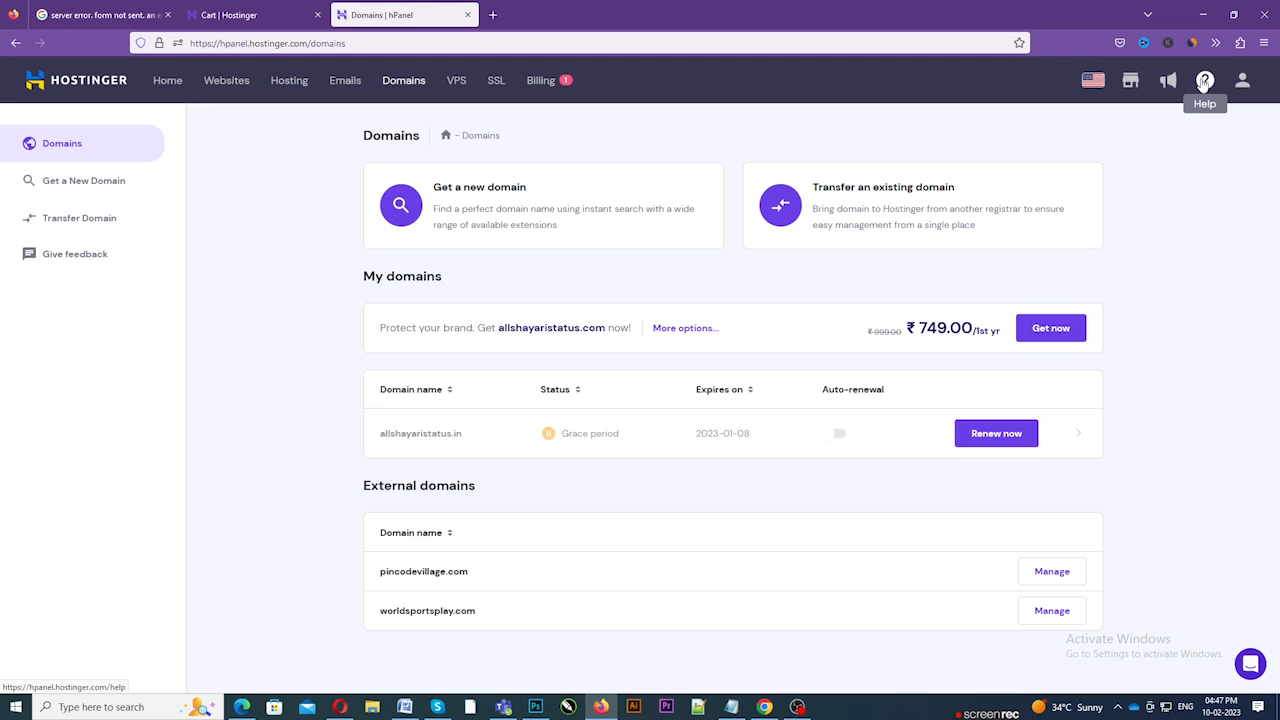 server error. form not sent. an e
Cart | Hostinger
Domains | hPanel
https://hpanel.hostinger.com/domains
HOSTINGER
Home
Websites
Hosting
Emails
Domains
VPS
SSL
Billing
1
Help
Domains
Get a New Domain
Transfer Domain
Give feedback
Domains
- Domains
Get a new domain
Find a perfect domain name using instant search with a wide
range of available extensions
Transfer an existing domain
Bring domain to Hostinger from another registrar to ensure
easy management from a single place
My domains
Protect your brand. Get allshayaristatus.com now!
More options...
₹ 999.00 ₹ 749.00/1st yr
Get now
Domain name
Status
Expires on
Auto-renewal
allshayaristatus.in
Grace period
2023-01-08
Renew now
External domains
Domain name
pincodevillage.com
Manage
worldsportsplay.com
Manage
Activate Windows
Go to Settings to activate Windows.
https://hpanel.hostinger.com/help
Type here to search
34°C Sunny
04:47 PM
10-02-2023
screenrec